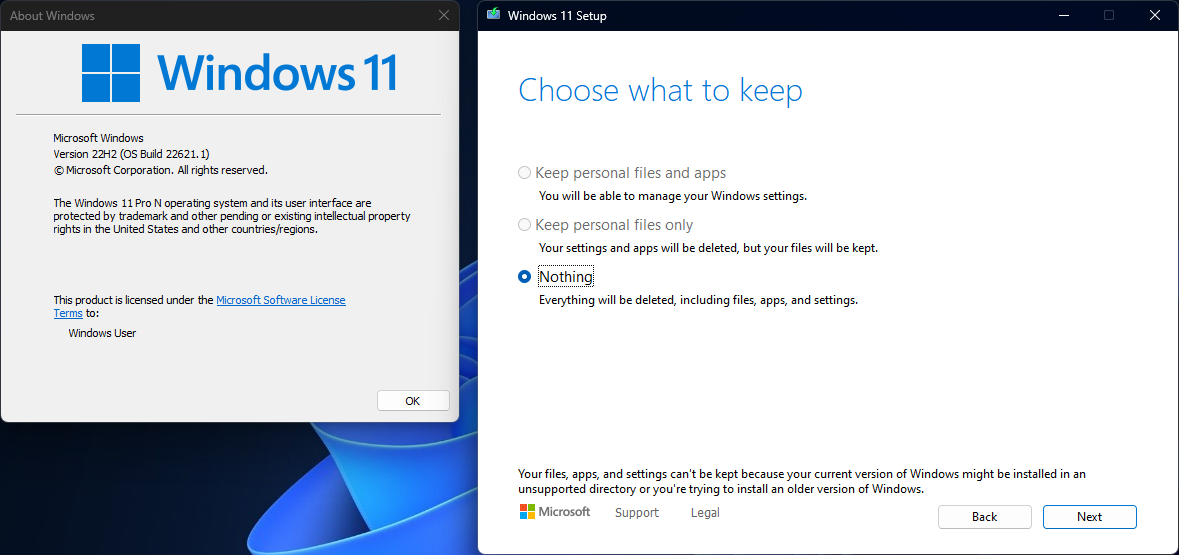 About Windows
Windows 11
Microsoft Windows
Version 22H2 (OS Build 22621.1)
© Microsoft Corporation. All rights reserved.
The Windows 11 Pro N operating system and its user interface are
protected by trademark and other pending or existing intellectual property
rights in the United States and other countries/regions.
This product is licensed under the Microsoft Software License
Terms to:
Windows User
OK
Windows 11 Setup
Choose what to keep
Keep personal files and apps
You will be able to manage your Windows settings.
Keep personal files only
Your settings and apps will be deleted, but your files will be kept.
Nothing
Everything will be deleted, including files, apps, and settings.
Your files, apps, and settings can't be kept because your current version of Windows might be installed in an
unsupported directory or you're trying to install an older version of Windows.
Microsoft Support Legal Back Next